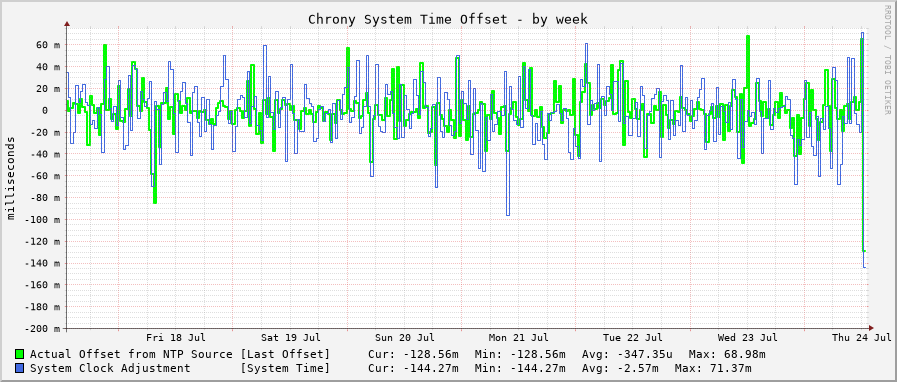 Chrony System Time Offset - by week
RRDTOOL / TOBI OETIKER
milliseconds
60 m
40 m
20 m
0
-20 m
-40 m
-60 m
-80 m
-100 m
-120 m
-140 m
-160 m
-180 m
-200 m
Fri 18 Jul Sat 19 Jul Sun 20 Jul Mon 21 Jul Tue 22 Jul Wed 23 Jul Thu 24 Jul
Actual Offset from NTP Source [Last Offset] Cur: -128.56m Min: -128.56m Avg: -347.35u Max: 68.98m
System Clock Adjustment [System Time] Cur: -144.27m Min: -144.27m Avg: -2.57m Max: 71.37m